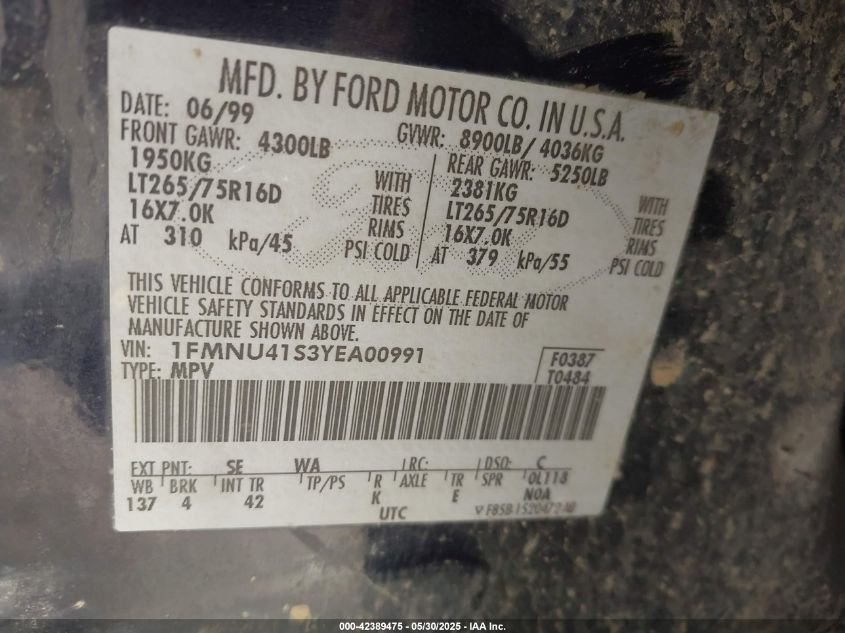 MFD. BY FORD MOTOR CO. IN U.S.A.
DATE: 06/99 GVWR: 8900LB/ 4036KG
FRONT GAWR: 4300LB REAR GAWR: 5250LB
1950KG WITH 2381KG WITH
LT265/75R16D TIRES LT265/75R16D TIRES
16X7.0K RIMS 16X7.0K RIMS
AT 310 kPa/45 PSI COLD AT 379 kPa/55 PSI COLD
THIS VEHICLE CONFORMS TO ALL APPLICABLE FEDERAL MOTOR
VEHICLE SAFETY STANDARDS IN EFFECT ON THE DATE OF
MANUFACTURE SHOWN ABOVE.
VIN: 1FMNU41S3YEA00991 F0387
TYPE: MPV T0484
EXT PNT: SE WA RC: DSO: C
WB BRK INT TR TP/PS R AXLE TR SPR 0L118
137 4 42 K E N0A
UTC
000-42389475 - 05/30/2025 - IAA Inc.